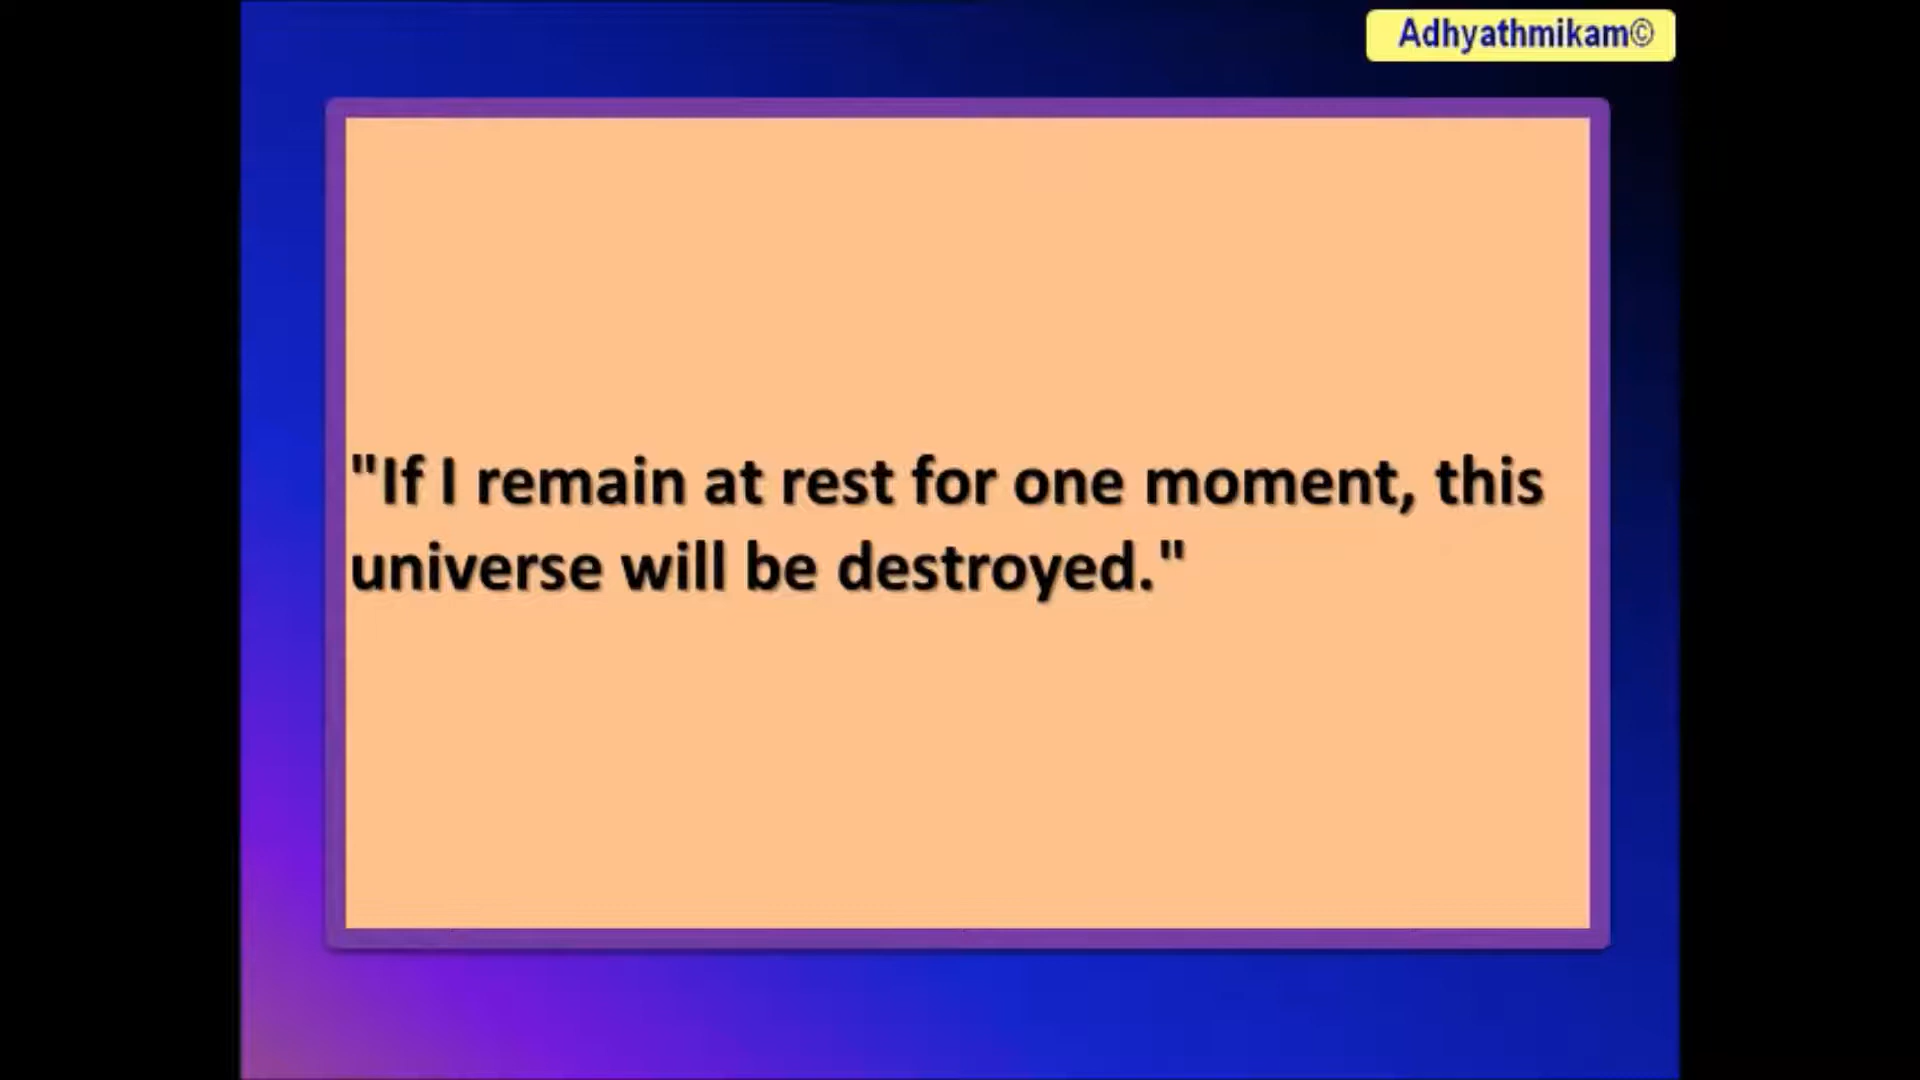 Adhyathmikam©
"If I remain at rest for one moment, this
universe will be destroyed."